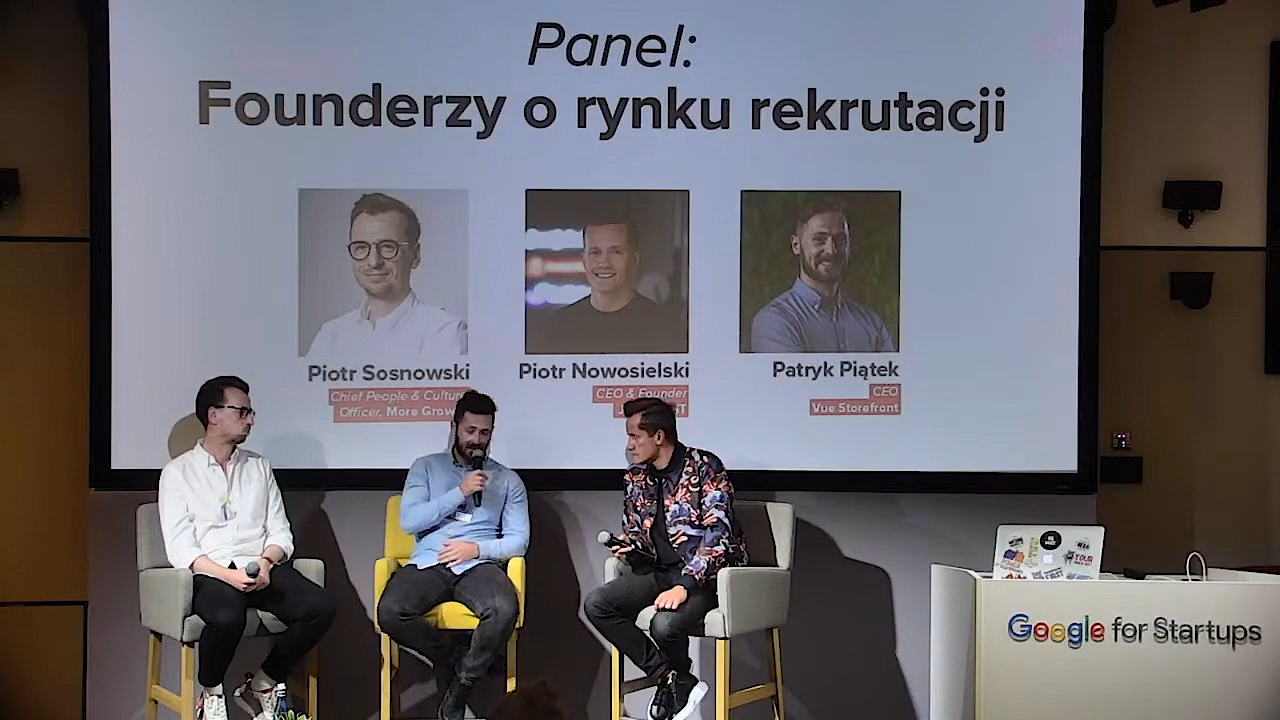 Panel:
Founderzy o rynku rekrutacji
Piotr Sosnowski
Chief People & Culture
Officer, More
Piotr Nowosielski
CEO & Founder
Patryk Piątek
CEO
Vue Storefront
Google for Startups